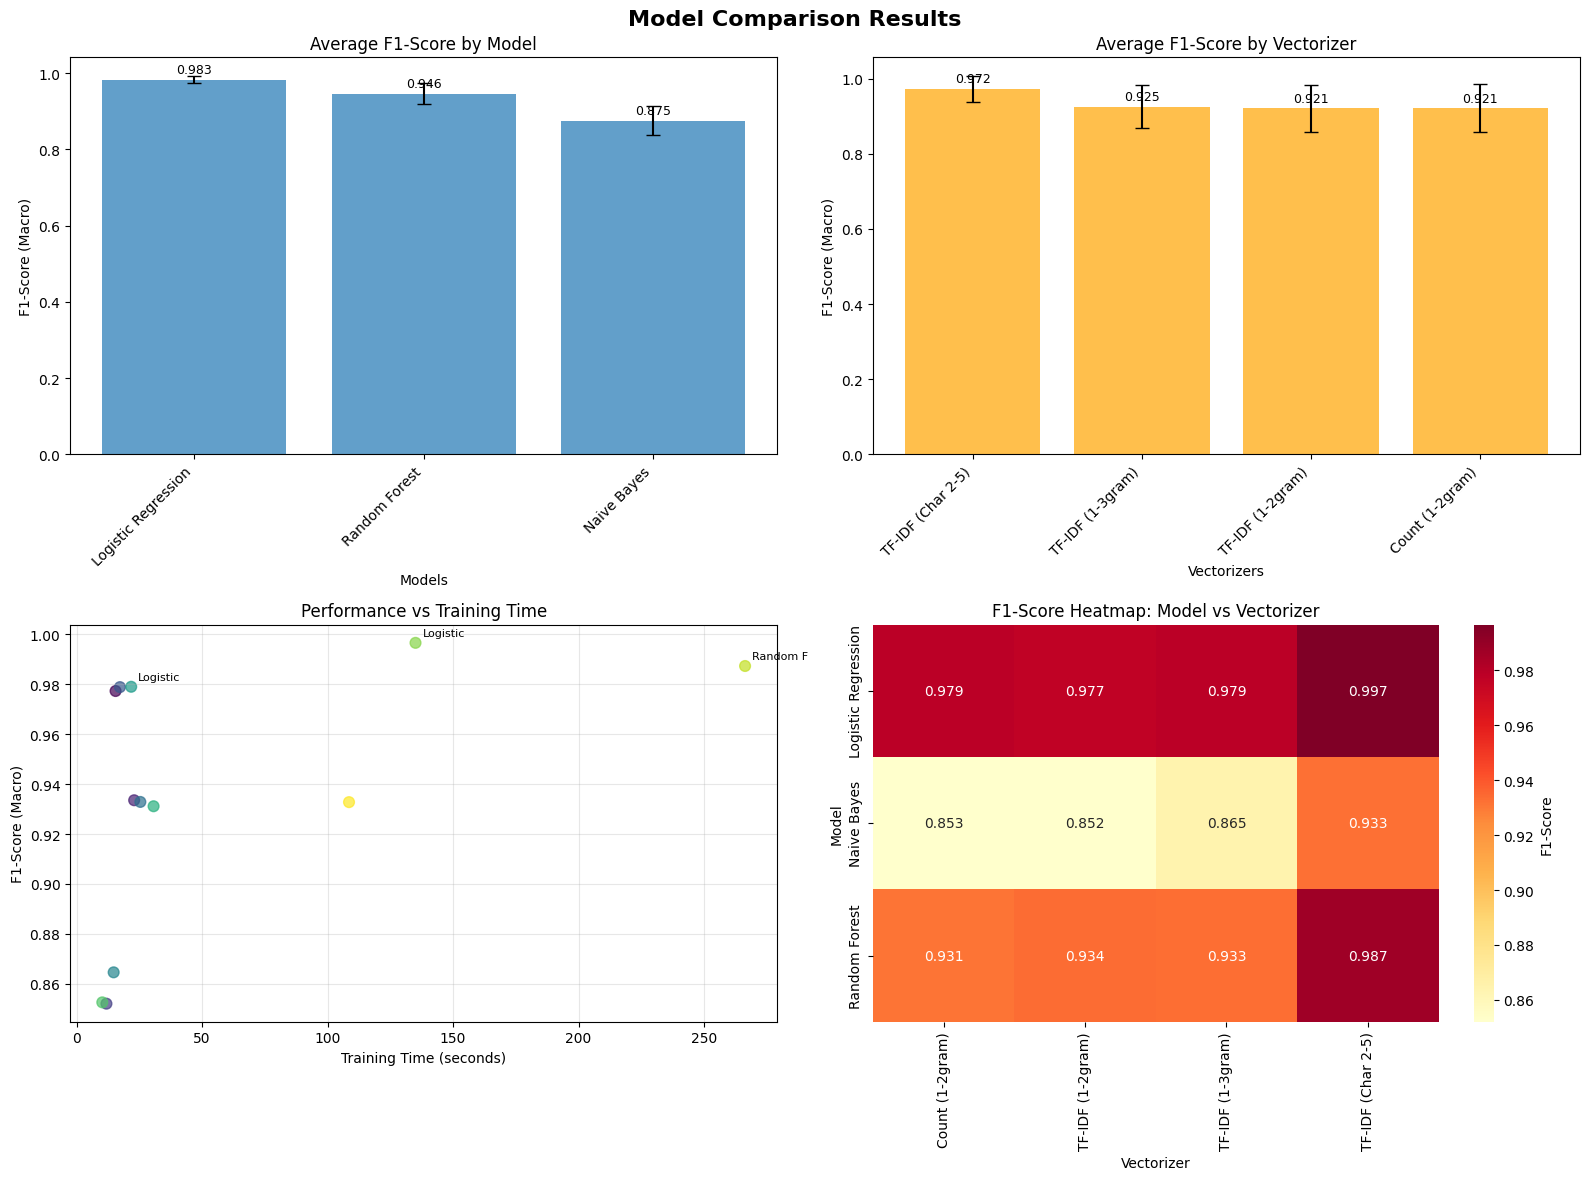 Model Comparison Results
Average F1-Score by Model
F1-Score (Macro)
1.0
0.8
0.6
0.4
0.2
0.0
0.983
0.946
0.875
Logistic Regression
Random Forest
Naive Bayes
Models
Average F1-Score by Vectorizer
F1-Score (Macro)
1.0
0.8
0.6
0.4
0.2
0.0
0.972
0.925
0.921
0.921
TF-IDF (Char 2-5)
TF-IDF (1-3gram)
TF-IDF (1-2gram)
Count (1-2gram)
Vectorizers
Performance vs Training Time
F1-Score (Macro)
1.00
0.98
0.96
0.94
0.92
0.90
0.88
0.86
Logistic
Random F
Logistic
0
50
100
150
200
250
Training Time (seconds)
F1-Score Heatmap: Model vs Vectorizer
Model
Logistic Regression
Naive Bayes
Random Forest
0.979 0.977 0.979 0.997
0.853 0.852 0.865 0.933
0.931 0.934 0.933 0.987
Count (1-2gram)
TF-IDF (1-2gram)
TF-IDF (1-3gram)
TF-IDF (Char 2-5)
Vectorizer
0.98
0.96
0.94
0.92
0.90
0.88
0.86
F1-Score